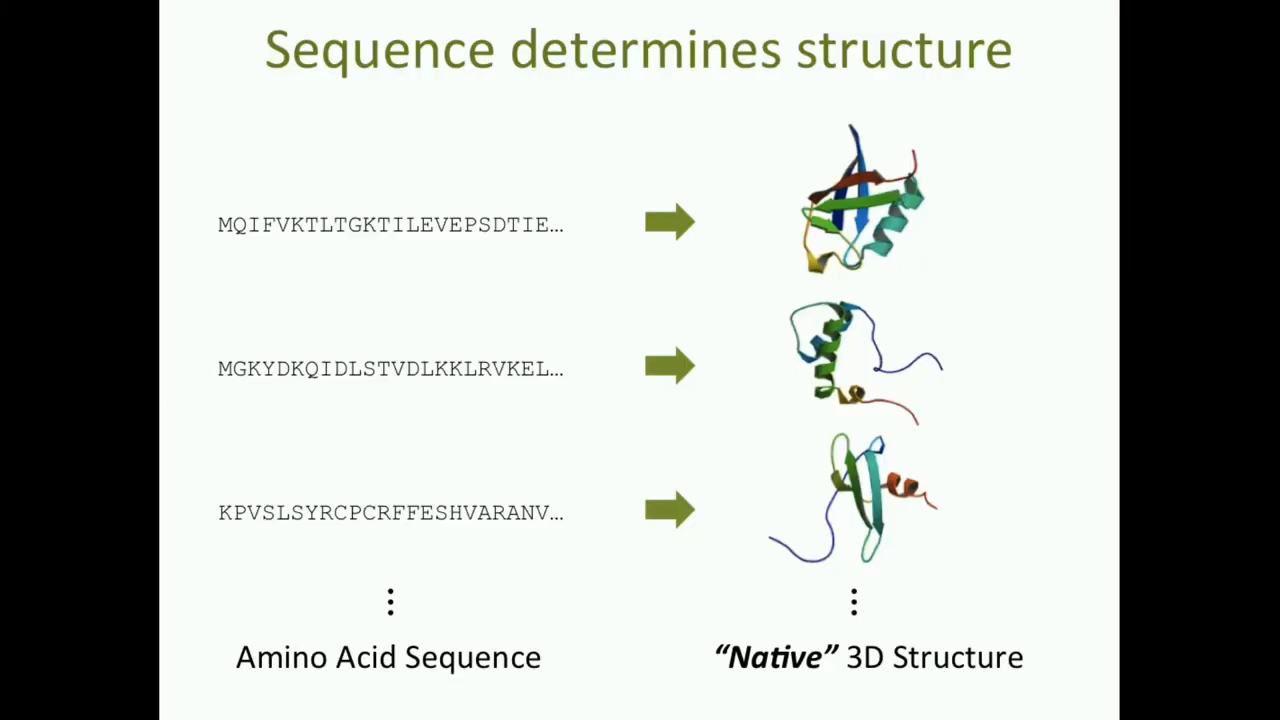 Sequence determines structure
MQIFVKTLTGKTILEVEPSDTIE…
MGKYDKQIDLSTVDLKKLRVKEL…
KPVSLSYRCPCRFFESHVARANV…
Amino Acid Sequence
“Native” 3D Structure